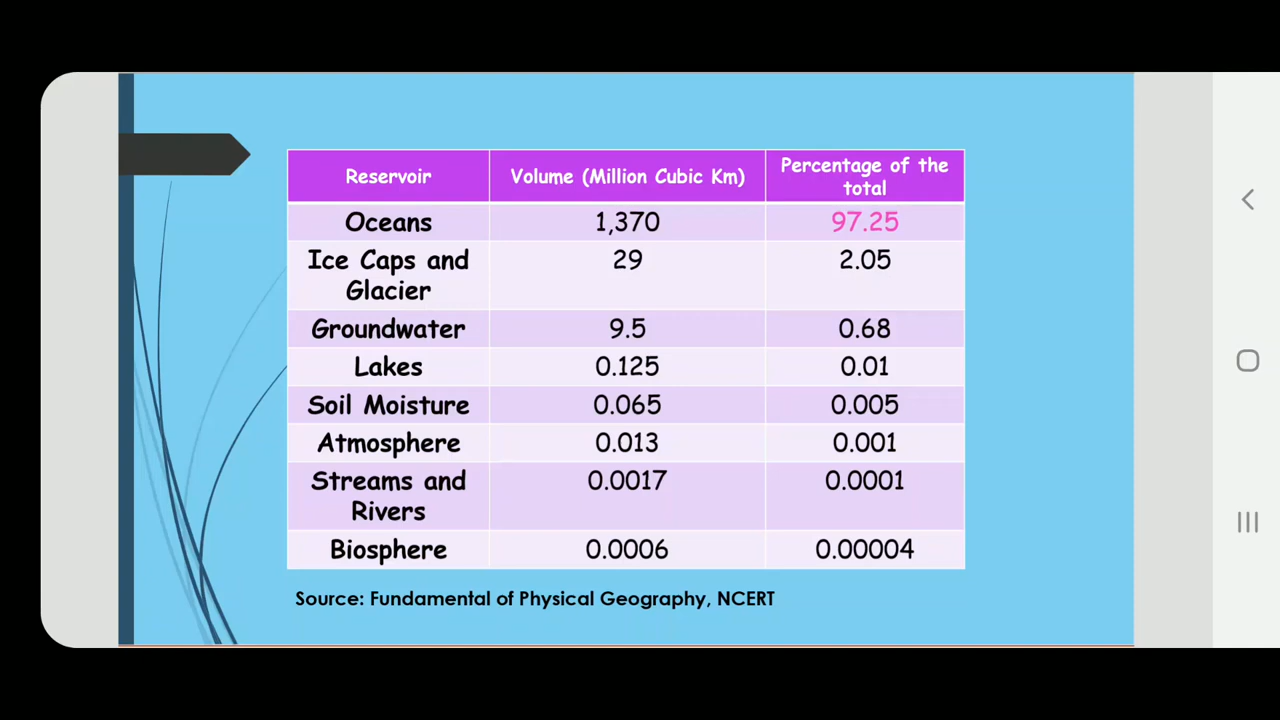 Reservoir Volume (Million Cubic Km) Percentage of the
total
Oceans 1,370 97.25
Ice Caps and 29 2.05
Glacier
Groundwater 9.5 0.68
Lakes 0.125 0.01
Soil Moisture 0.065 0.005
Atmosphere 0.013 0.001
Streams and 0.0017 0.0001
Rivers
Biosphere 0.0006 0.00004
Source: Fundamental of Physical Geography, NCERT